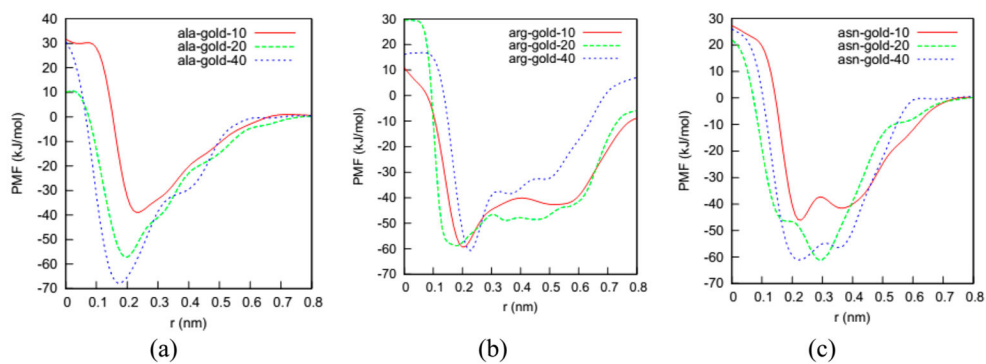 ala-gold-10
ala-gold-20
ala-gold-40
PMF (kJ/mol)
40
30
20
10
0
-10
-20
-30
-40
-50
-60
-70
0 0.1 0.2 0.3 0.4 0.5 0.6 0.7 0.8
r (nm)
(a)
arg-gold-10
arg-gold-20
arg-gold-40
PMF (kJ/mol)
30
20
10
0
-10
-20
-30
-40
-50
-60
-70
0 0.1 0.2 0.3 0.4 0.5 0.6 0.7 0.8
r (nm)
(b)
asn-gold-10
asn-gold-20
asn-gold-40
PMF (kJ/mol)
30
20
10
0
-10
-20
-30
-40
-50
-60
-70
0 0.1 0.2 0.3 0.4 0.5 0.6 0.7 0.8
r (nm)
(c)